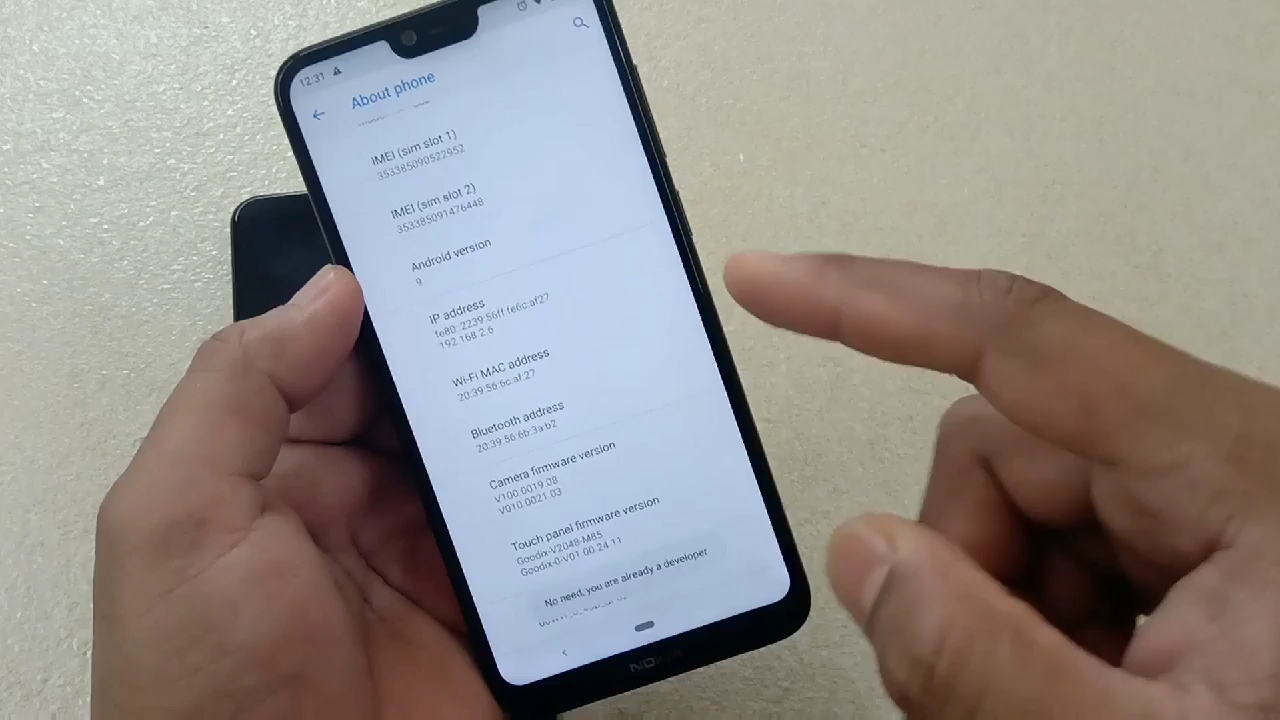 12:31
About phone
IMEI (sim slot 1)
353385090522952
IMEI (sim slot 2)
353385091476448
Android version
9
IP address
fe80::2239:56ff:fe6c:af27
192.168.2.6
Wi-Fi MAC address
20:39:56:6c:af:27
Bluetooth address
20:39:56:6b:3a:b2
Camera firmware version
V100.0019.08
V010.0021.03
Touch panel firmware version
Goodix-V2048-M85
Goodix-0-V01.00.24.11
No need, you are already a developer
NOKIA